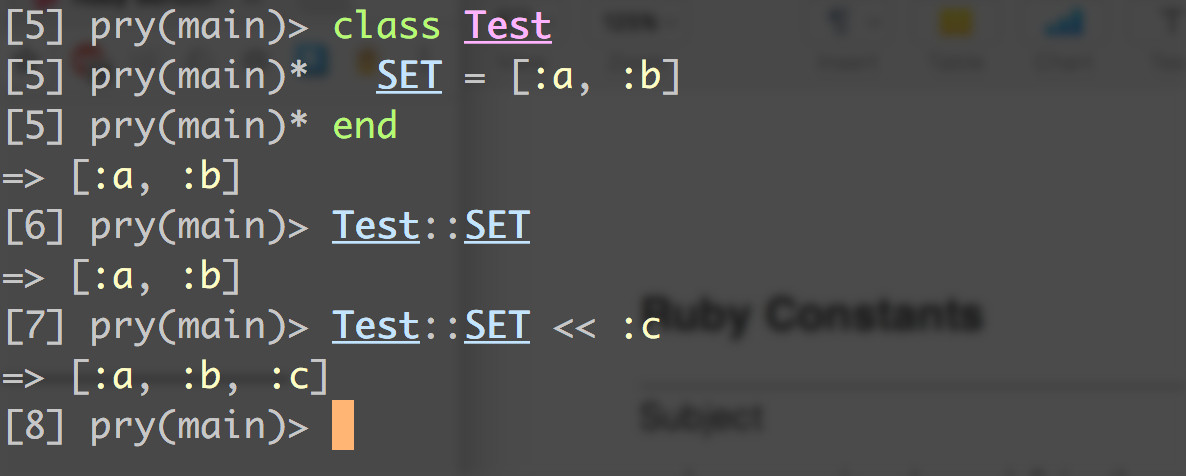 [5] pry(main)> class Test
[5] pry(main)*   SET = [:a, :b]
[5] pry(main)* end
=> [:a, :b]
[6] pry(main)> Test::SET
=> [:a, :b]
[7] pry(main)> Test::SET << :c
=> [:a, :b, :c]
[8] pry(main)>
Ruby Constants
Subject